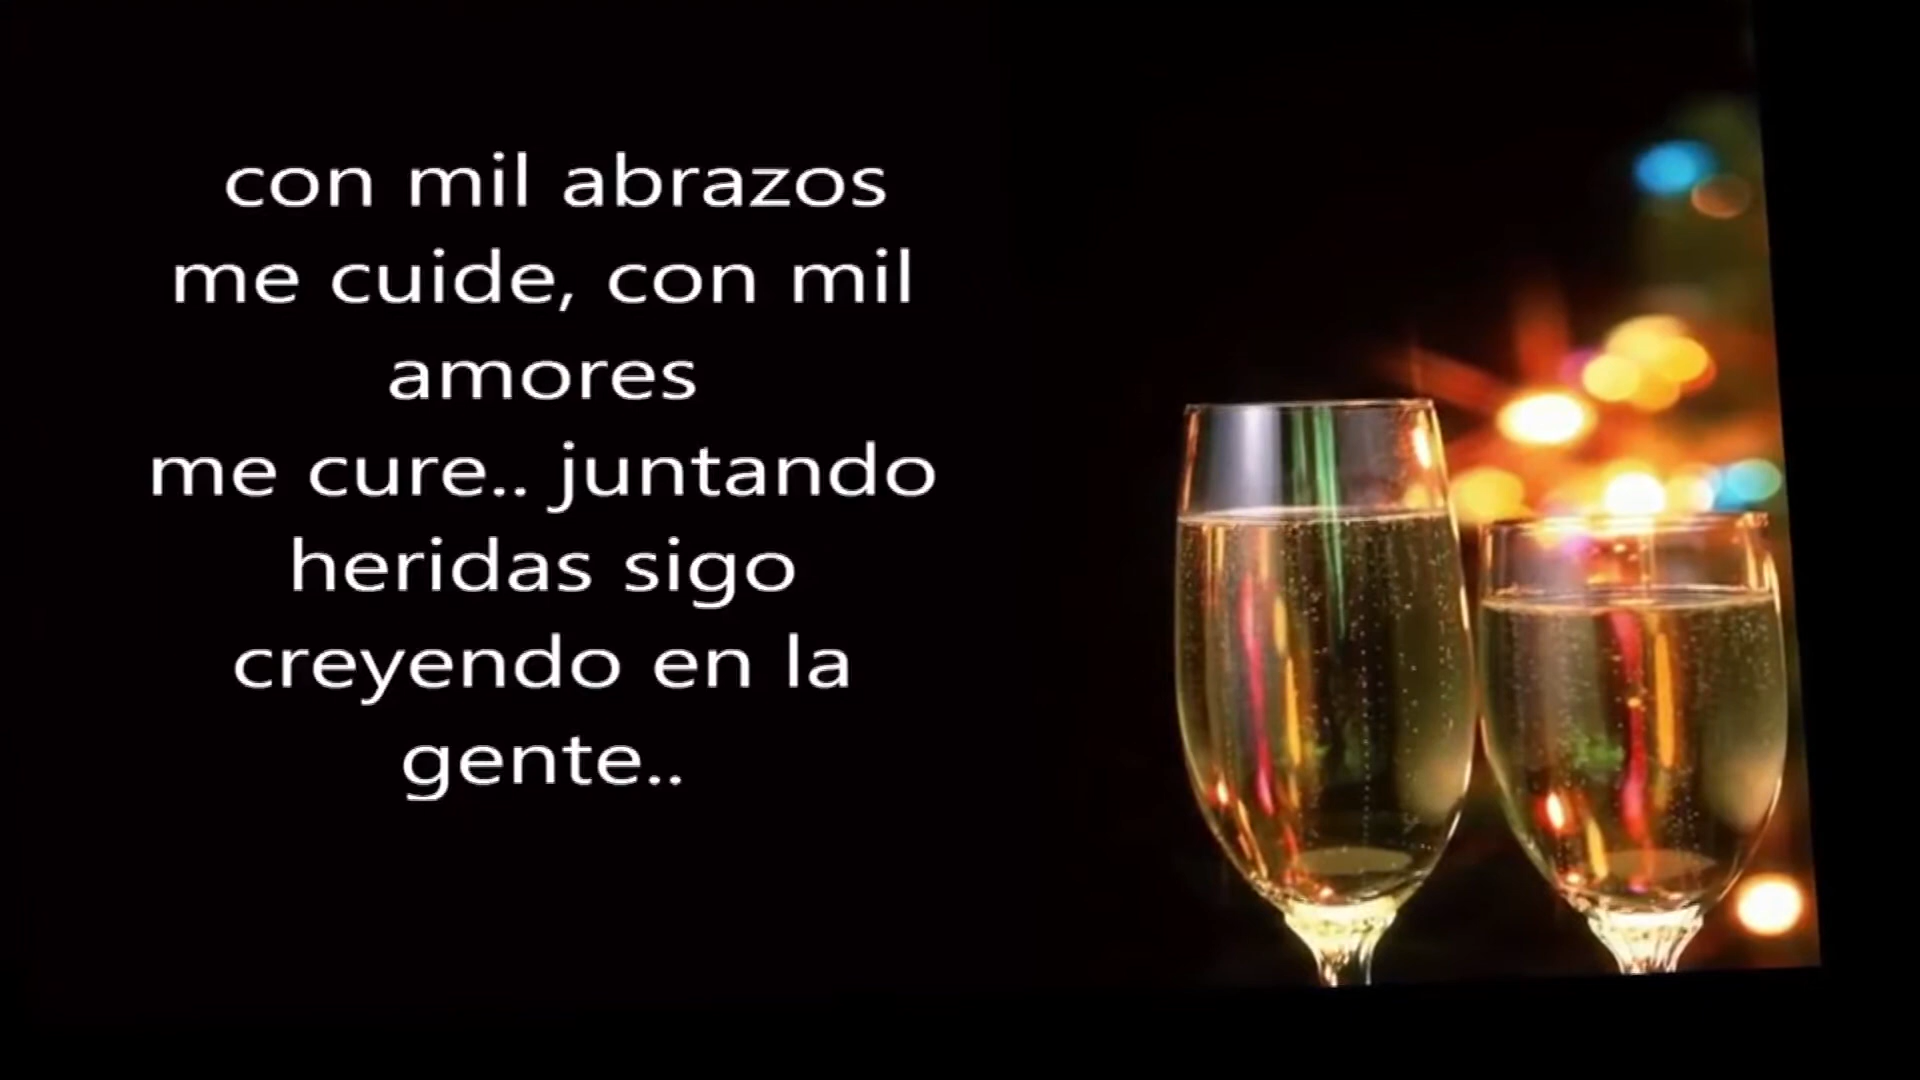 con mil abrazos
me cuide, con mil
amores
me cure.. juntando
heridas sigo
creyendo en la
gente..